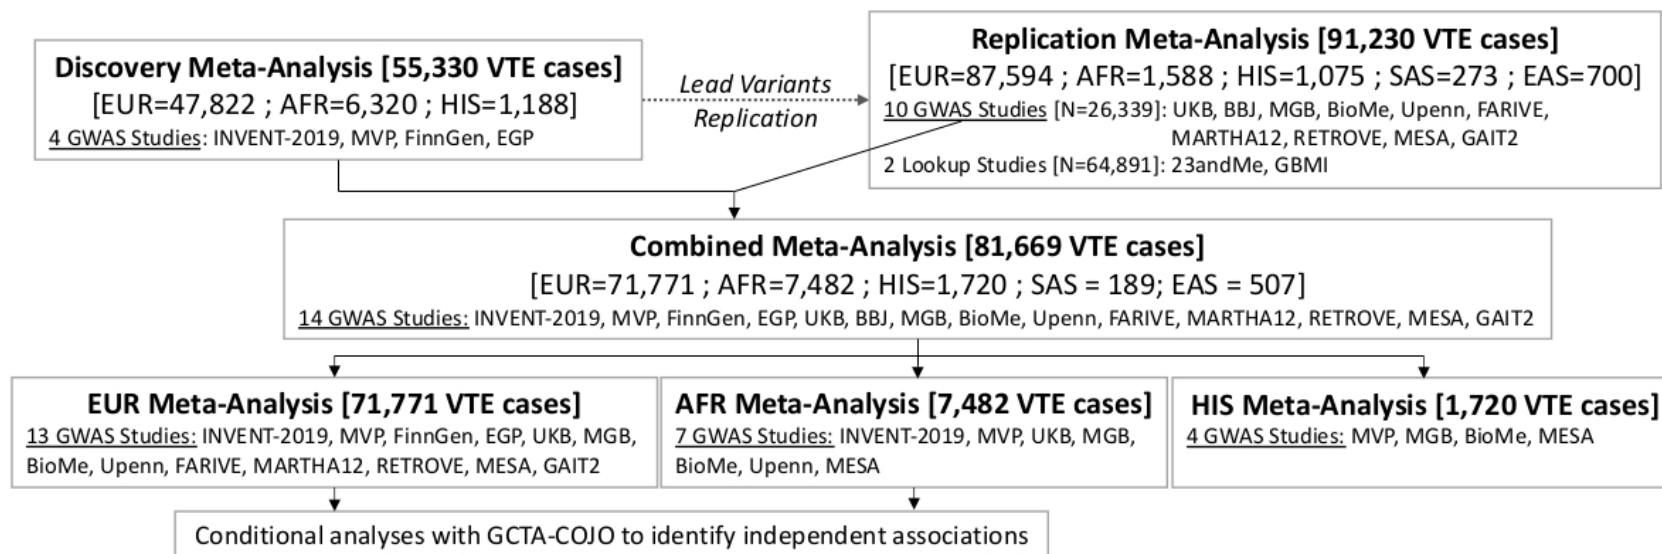 Discovery Meta-Analysis [55,330 VTE cases]
[EUR=47,822 ; AFR=6,320 ; HIS=1,188]
4 GWAS Studies: INVENT-2019, MVP, FinnGen, EGP
Lead Variants
Replication
Replication Meta-Analysis [91,230 VTE cases]
[EUR=87,594 ; AFR=1,588 ; HIS=1,075 ; SAS=273 ; EAS=700]
10 GWAS Studies [N=26,339]: UKB, BBJ, MGB, BioMe, Upenn, FARIVE,
MARTHA12, RETROVE, MESA, GAIT2
2 Lookup Studies [N=64,891]: 23andMe, GBMI
Combined Meta-Analysis [81,669 VTE cases]
[EUR=71,771 ; AFR=7,482 ; HIS=1,720 ; SAS = 189; EAS = 507]
14 GWAS Studies: INVENT-2019, MVP, FinnGen, EGP, UKB, BBJ, MGB, BioMe, Upenn, FARIVE, MARTHA12, RETROVE, MESA, GAIT2
EUR Meta-Analysis [71,771 VTE cases]
13 GWAS Studies: INVENT-2019, MVP, FinnGen, EGP, UKB, MGB,
BioMe, Upenn, FARIVE, MARTHA12, RETROVE, MESA, GAIT2
AFR Meta-Analysis [7,482 VTE cases]
7 GWAS Studies: INVENT-2019, MVP, UKB, MGB,
BioMe, Upenn, MESA
HIS Meta-Analysis [1,720 VTE cases]
4 GWAS Studies: MVP, MGB, BioMe, MESA
Conditional analyses with GCTA-COJO to identify independent associations